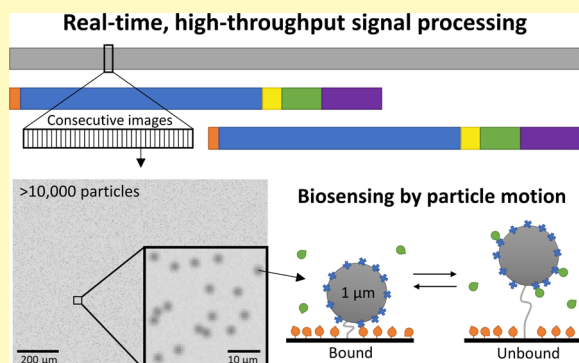 Real-time, high-throughput signal processing
Consecutive images
>10,000 particles
Biosensing by particle motion
1 μm
200 μm
10 μm
Bound
Unbound